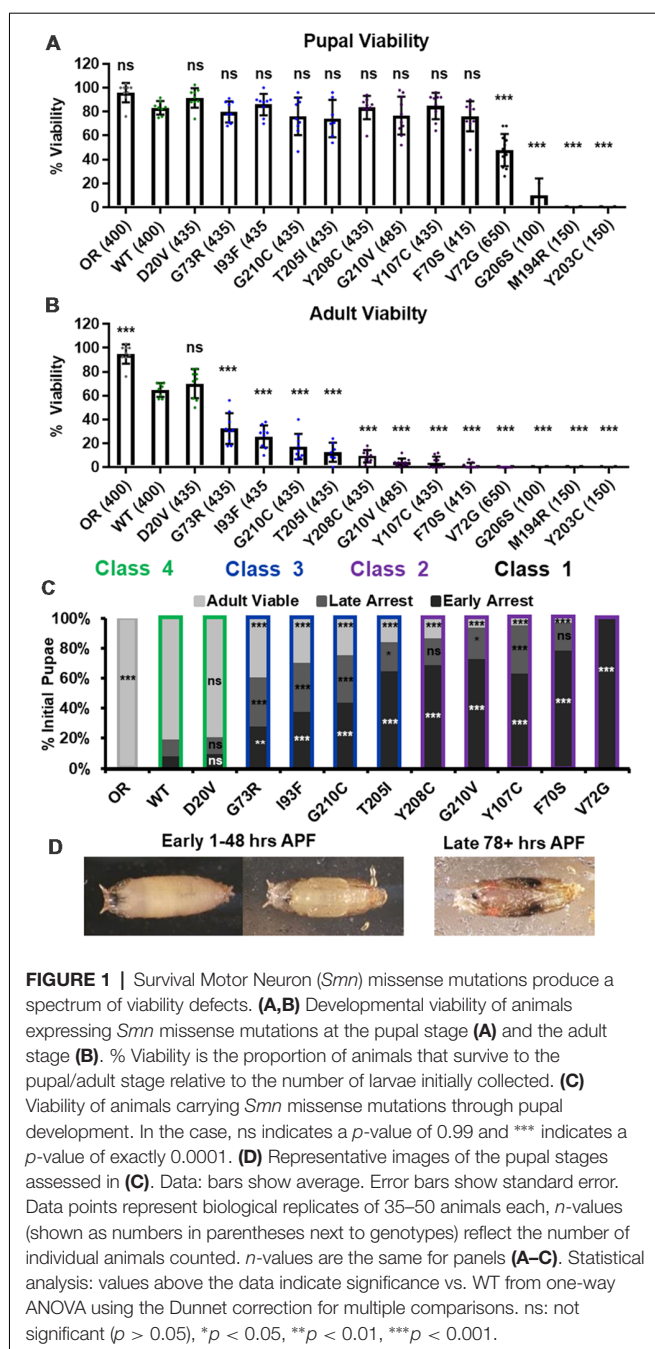 A
Pupal Viability
ns ns ns ns ns ns ns ns ns ns *** *** *** ***
% Viability
120
100
80
60
40
20
0
OR (400)
WT (400)
D20V (435)
G73R (435)
I93F (435
G210C (435)
T205I (435)
Y208C (435)
G210V (485)
Y107C (435)
F70S (415)
V72G (650)
G206S (100)
M194R (150)
Y203C (150)
B
Adult Viabilty
*** ns *** *** *** *** *** *** *** *** *** *** *** ***
% Viability
120
100
80
60
40
20
0
OR (400)
WT (400)
D20V (435)
G73R (435)
I93F (435
G210C (435)
T205I (435)
Y208C (435)
G210V (485)
Y107C (435)
F70S (415)
V72G (650)
G206S (100)
M194R (150)
Y203C (150)
Class 4 Class 3 Class 2 Class 1
C
Adult Viable Late Arrest Early Arrest
% Initial Pupae
100%
80%
60%
40%
20%
0%
*** 
ns ns ns
*** *** **
*** *** ***
*** *** ***
*** * ***
*** ns ***
*** * ***
*** *** ***
*** ns ***
***
OR
WT
D20V
G73R
I93F
G210C
T205I
Y208C
G210V
Y107C
F70S
V72G
D
Early 1-48 hrs APF
Late 78+ hrs APF
FIGURE 1 | Survival Motor Neuron (Smn) missense mutations produce a
spectrum of viability defects. (A,B) Developmental viability of animals
expressing Smn missense mutations at the pupal stage (A) and the adult
stage (B). % Viability is the proportion of animals that survive to the
pupal/adult stage relative to the number of larvae initially collected. (C)
Viability of animals carrying Smn missense mutations through pupal
development. In the case, ns indicates a p-value of 0.99 and *** indicates a
p-value of exactly 0.0001. (D) Representative images of the pupal stages
assessed in (C). Data: bars show average. Error bars show standard error.
Data points represent biological replicates of 35–50 animals each, n-values
(shown as numbers in parentheses next to genotypes) reflect the number of
individual animals counted. n-values are the same for panels (A–C). Statistical
analysis: values above the data indicate significance vs. WT from one-way
ANOVA using the Dunnet correction for multiple comparisons. ns: not
significant (p > 0.05), *p < 0.05, **p < 0.01, ***p < 0.001.